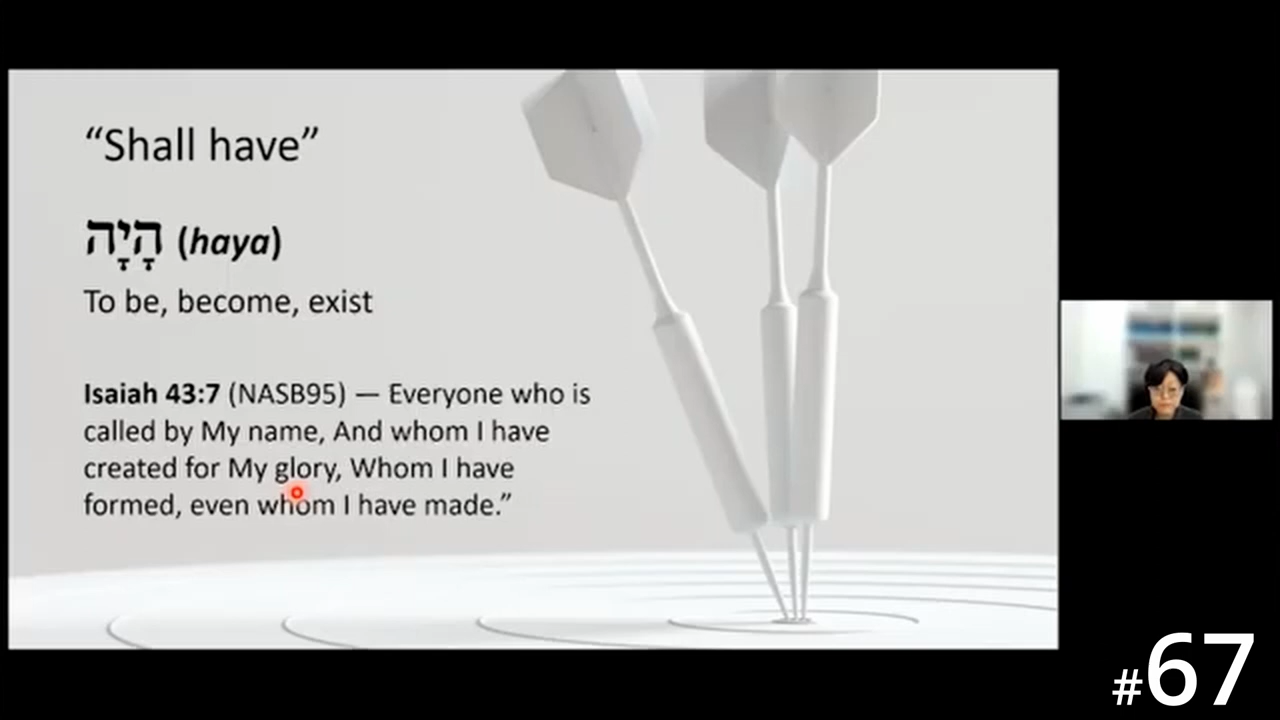 “Shall have”
הָיָה (haya)
To be, become, exist
Isaiah 43:7 (NASB95) — Everyone who is
called by My name, And whom I have
created for My glory, Whom I have
formed, even whom I have made.”
#67